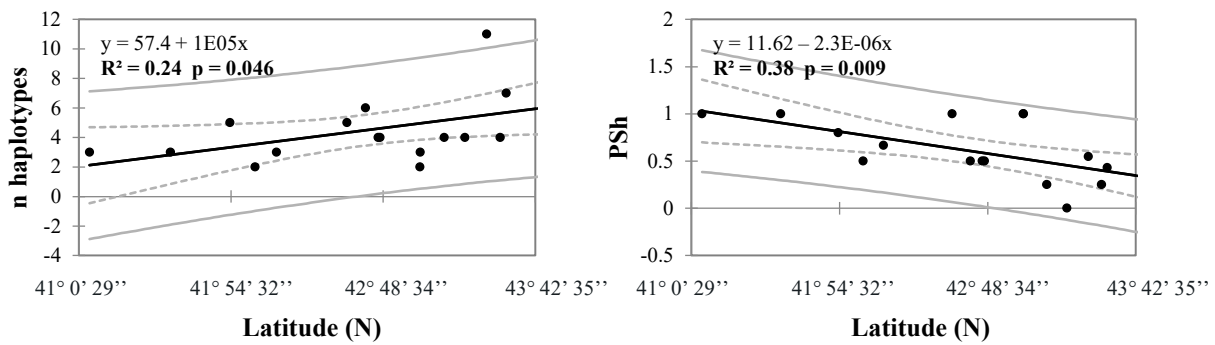 n haplotypes
12
10
8
6
4
2
0
-2
-4
y = 57.4 + 1E05x
R² = 0.24 p = 0.046
41° 0' 29’’ 41° 54' 32’’ 42° 48' 34’’ 43° 42' 35’’
Latitude (N)
PSh
2
1.5
1
0.5
0
-0.5
y = 11.62 – 2.3E-06x
R² = 0.38 p = 0.009
41° 0' 29’’ 41° 54' 32’’ 42° 48' 34’’ 43° 42' 35’’
Latitude (N)